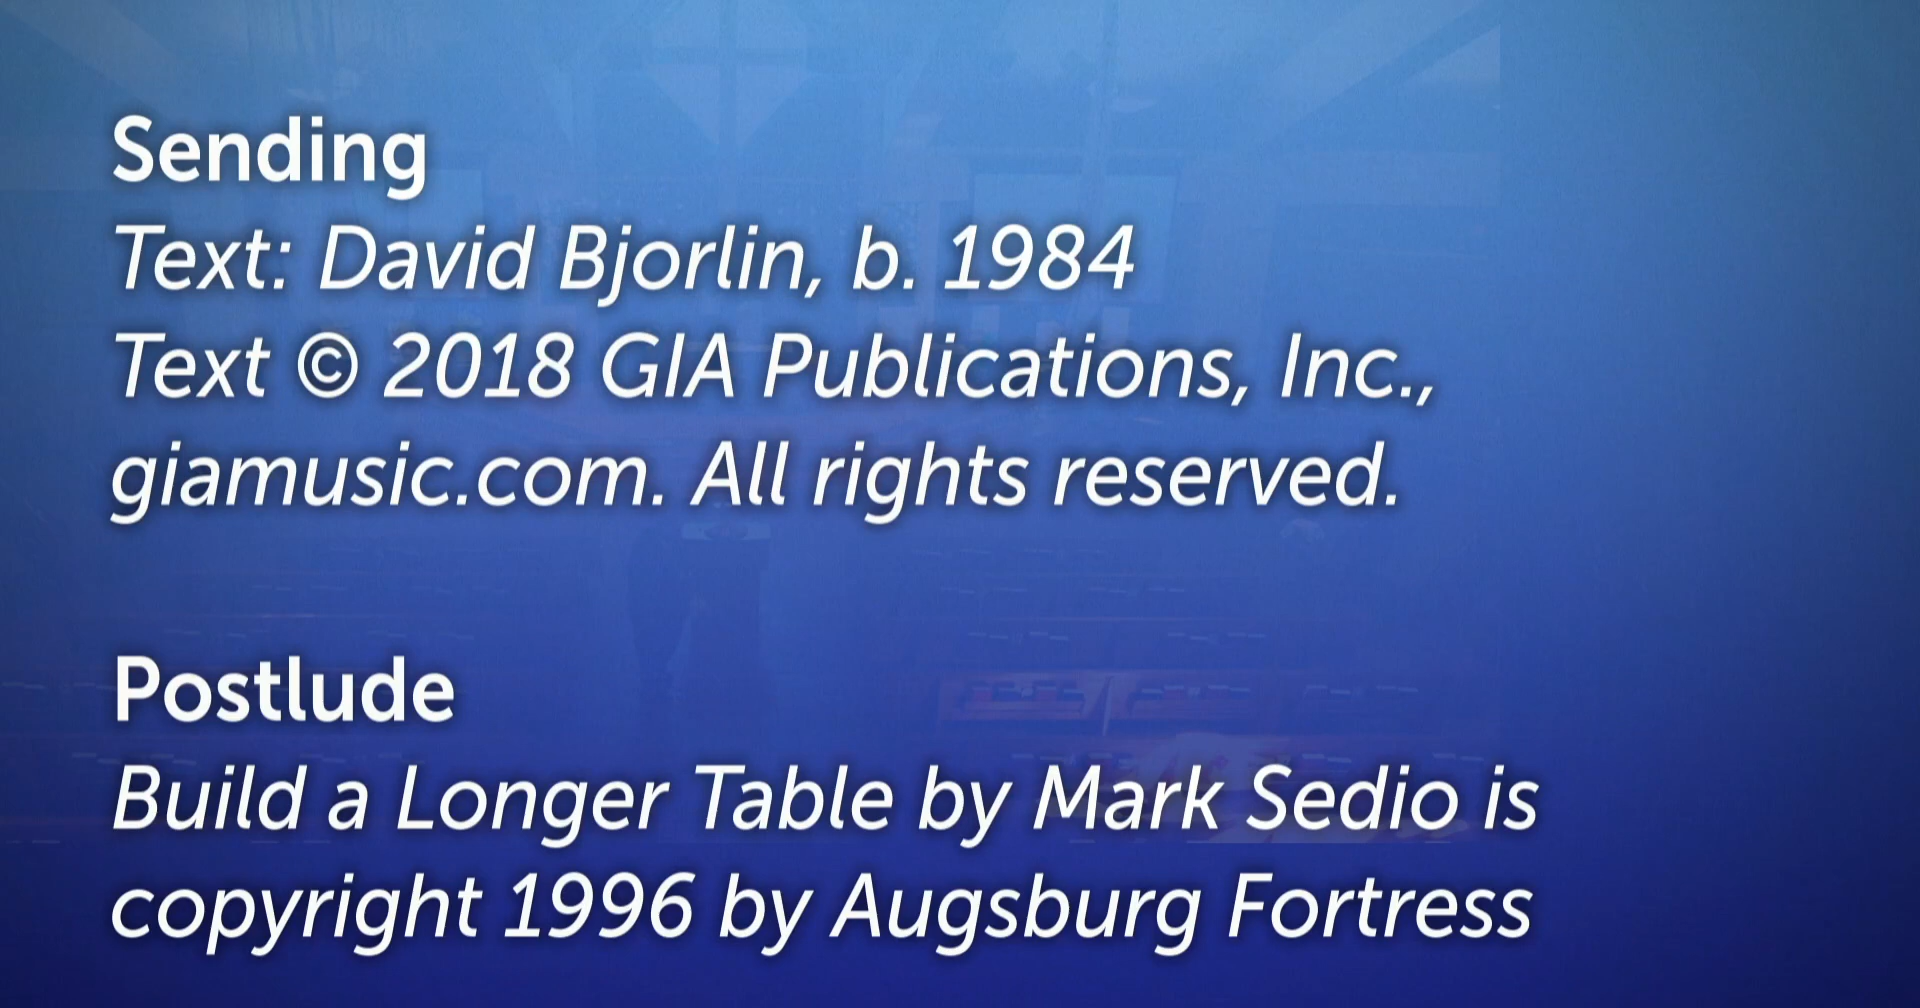 Sending
Text: David Bjorlin, b. 1984
Text © 2018 GIA Publications, Inc.,
giamusic.com. All rights reserved.
Postlude
Build a Longer Table by Mark Sedio is
copyright 1996 by Augsburg Fortress